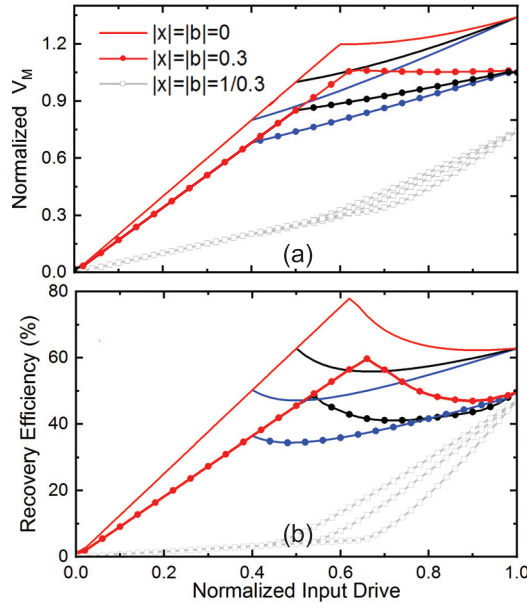 |x|=|b|=0
|x|=|b|=0.3
|x|=|b|=1/0.3
Normalized V_M
1.2
0.9
0.6
0.3
0.0
(a)
Recovery Efficiency (%)
80
60
40
20
0
(b)
0.0 0.2 0.4 0.6 0.8 1.0
Normalized Input Drive